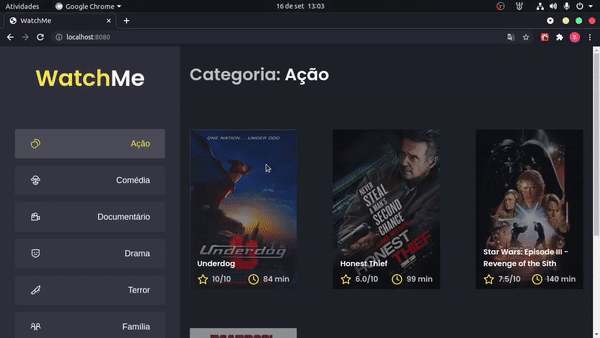 Atividades
Google Chrome
16 de set 13:03
WatchMe
localhost:8080
WatchMe
Categoria: Ação
Ação
Comédia
Documentário
Drama
Terror
Família
ONE NATION... UNDER DOG
Underdog
Underdog
10/10
84 min
NEVER
STEAL
A MAN'S
SECOND
CHANCE
HONEST
THIEF
Honest Thief
6.0/10
99 min
Star Wars: Episode III -
Revenge of the Sith
7.5/10
140 min